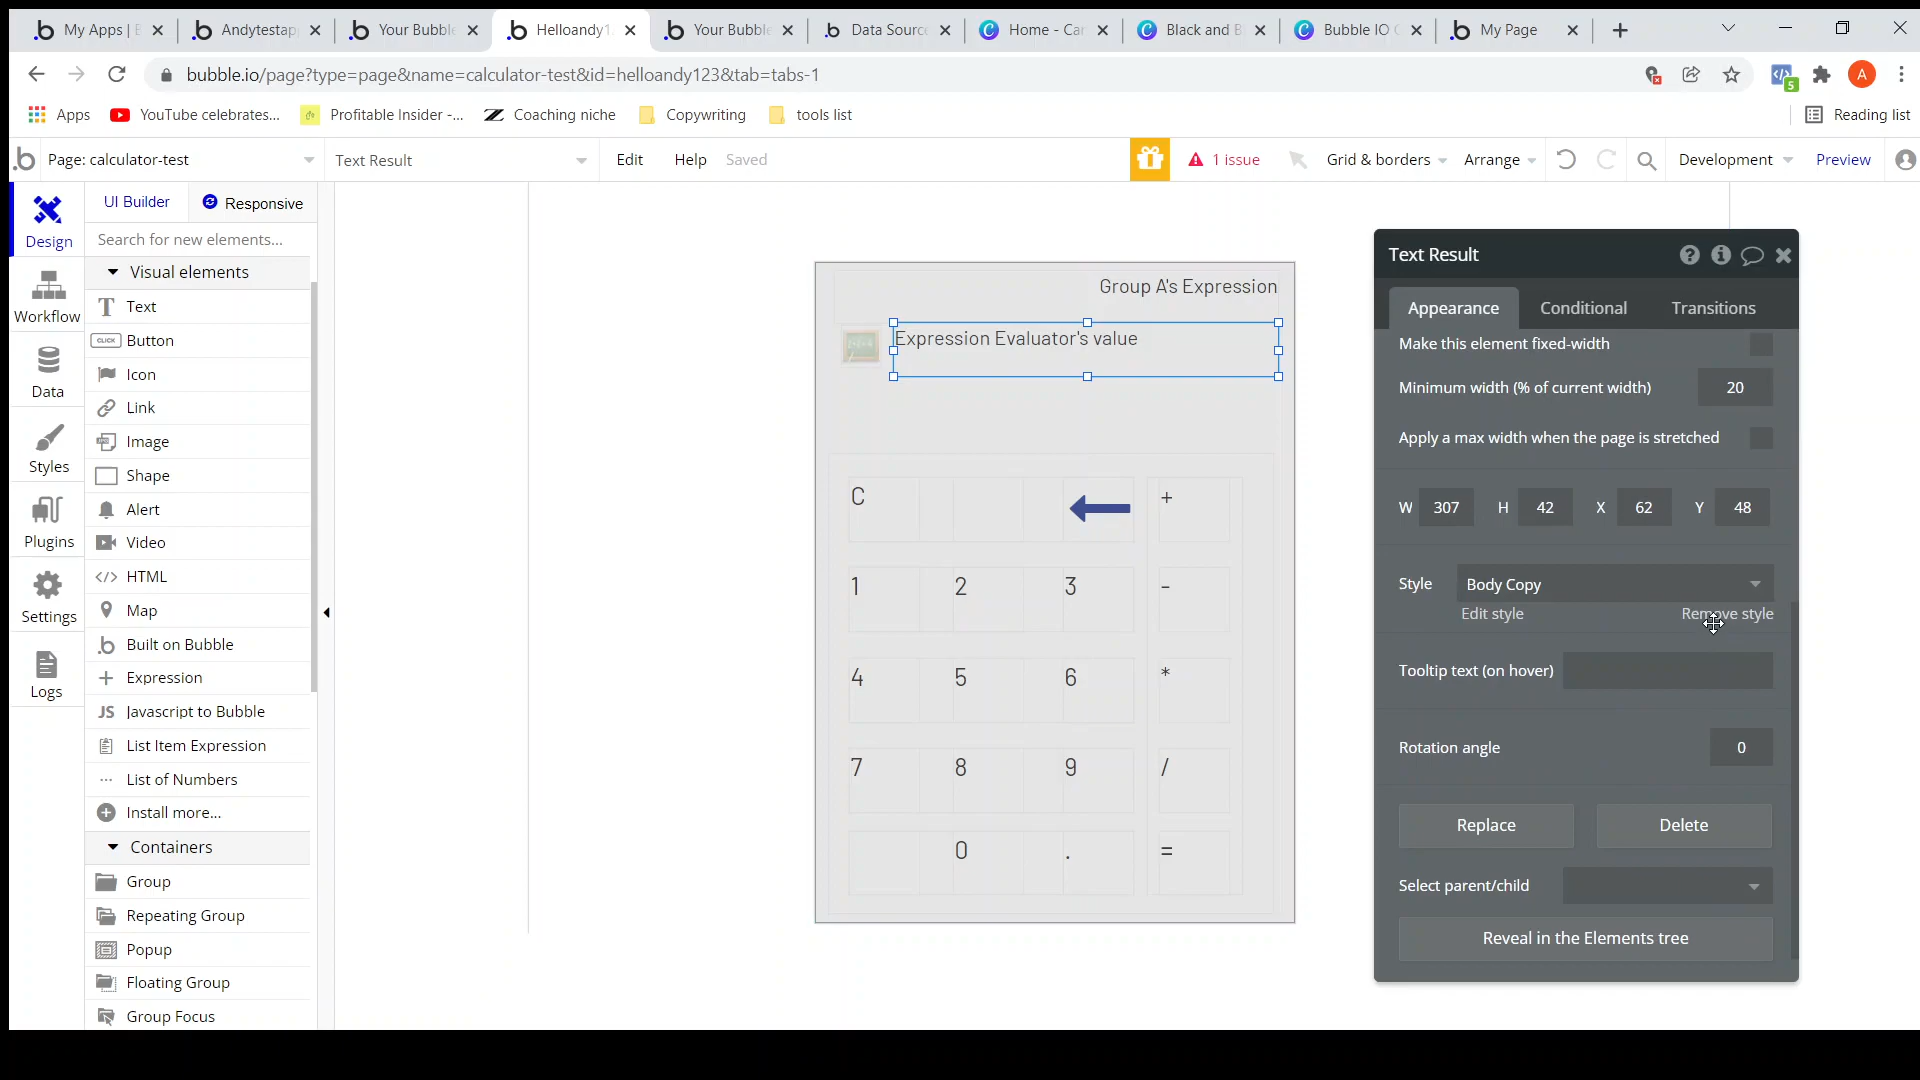 My Apps | B
Andytestap
Your Bubble
Helloandy1
Your Bubble
Data Source
Home - Can
Black and B
Bubble IO C
My Page
bubble.io/page?type=page&name=calculator-test&id=helloandy123&tab=tabs-1
5
A
Apps
YouTube celebrates...
Profitable Insider -...
Coaching niche
Copywriting
tools list
Reading list
Page: calculator-test
Text Result
Edit
Help
Saved
1 issue
Grid & borders
Arrange
Development
Preview
Design
Workflow
Data
Styles
Plugins
Settings
Logs
UI Builder
Responsive
Search for new elements...
Visual elements
Text
CLICK Button
Icon
Link
Image
Shape
Alert
Video
HTML
Map
Built on Bubble
Expression
JS Javascript to Bubble
List Item Expression
List of Numbers
Install more...
Containers
Group
Repeating Group
Popup
Floating Group
Group Focus
Group A's Expression
Expression Evaluator's value
C +
1 2 3 -
4 5 6 *
7 8 9 /
0 . =
Text Result
Appearance
Conditional
Transitions
Make this element fixed-width
Minimum width (% of current width) 20
Apply a max width when the page is stretched
W 307 H 42 X 62 Y 48
Style Body Copy
Edit style Remove style
Tooltip text (on hover)
Rotation angle 0
Replace Delete
Select parent/child
Reveal in the Elements tree